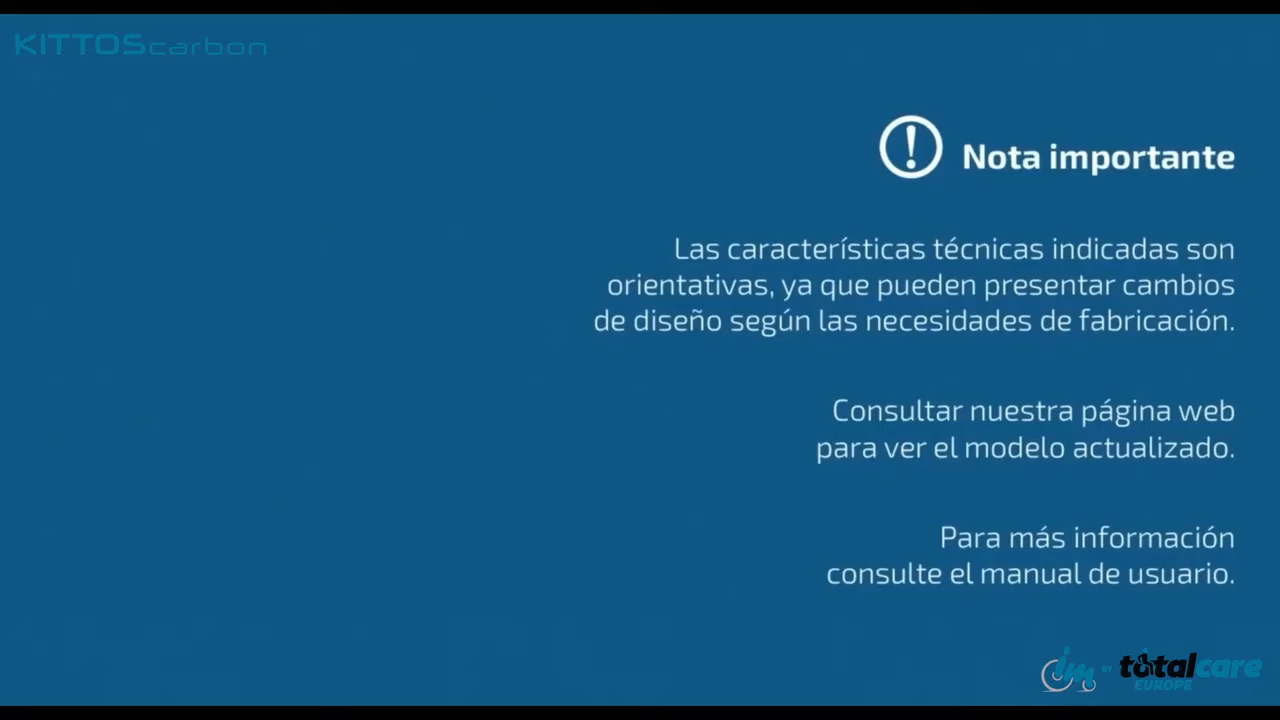 KITTOScarbon
Nota importante
Las características técnicas indicadas son
orientativas, ya que pueden presentar cambios
de diseño según las necesidades de fabricación.
Consultar nuestra página web
para ver el modelo actualizado.
Para más información
consulte el manual de usuario.
im BY totalcare
EUROPE